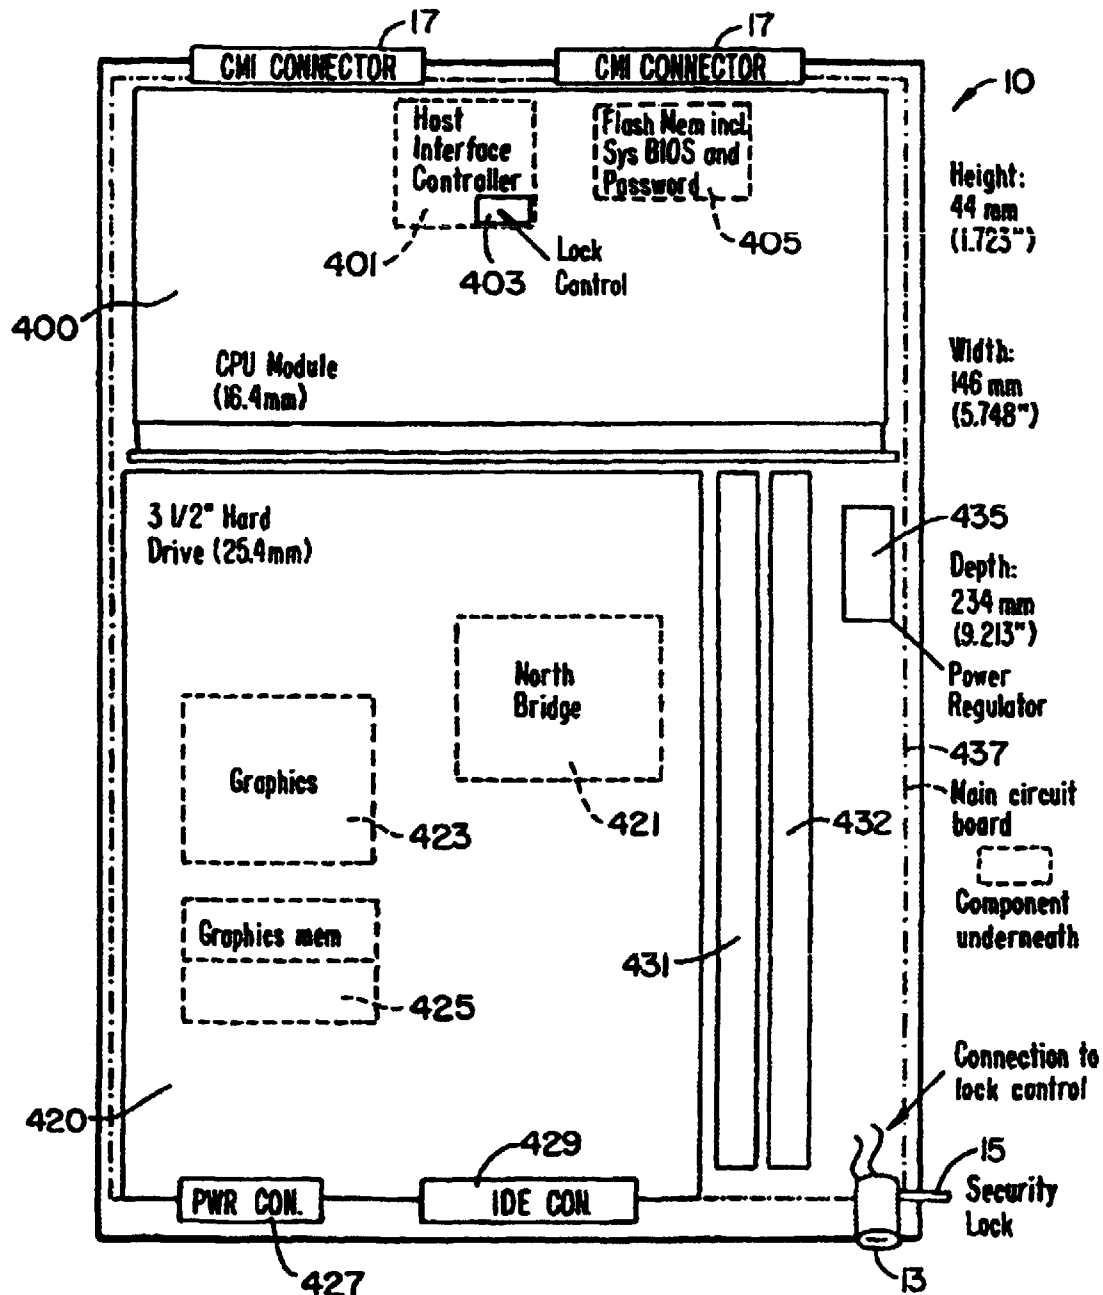 17
17
CMI CONNECTOR
CMI CONNECTOR
10
Host
Interface
Controller
Flash Mem incl.
Sys BIOS and
Password
Height:
44 mm
(1.723")
401
403
Lock
Control
405
400
CPU Module
(16.4mm)
Width:
146 mm
(5.748")
3 1/2" Hard
Drive (25.4mm)
435
Depth:
234 mm
(9.213")
North
Bridge
Power
Regulator
437
Graphics
423
421
432
Main circuit
board
Component
underneath
Graphics mem
431
425
Connection to
lock control
420
429
15
Security
Lock
PWR CON.
IDE CON.
427
13